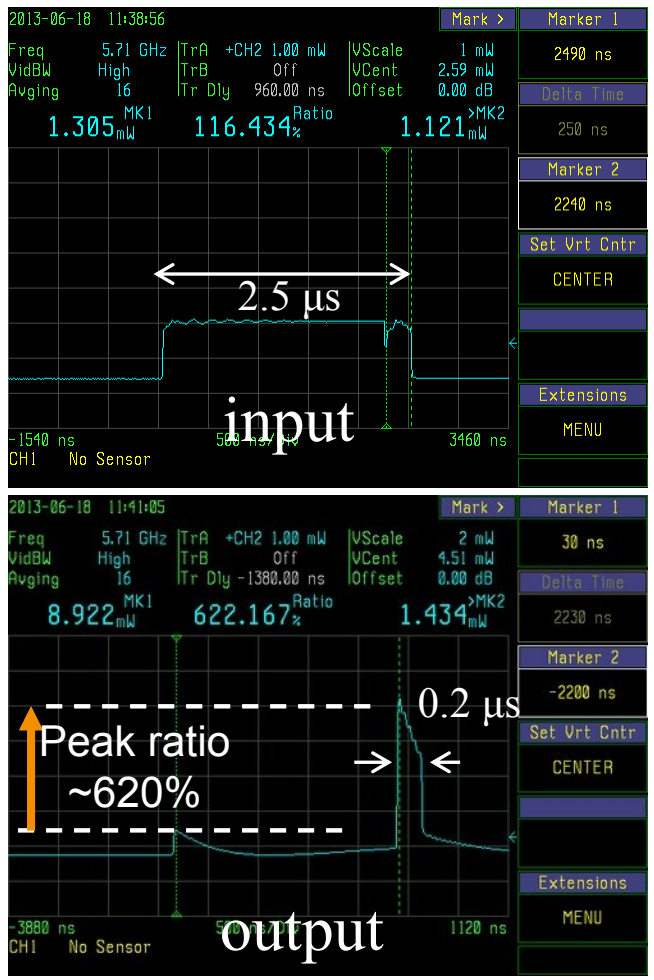 2013-06-18 11:38:56 Mark > Marker 1
Freq 5.71 GHz TrA +CH2 1.00 mW VScale 1 mW 2490 ns
VidBW High TrB Off VCent 2.59 mW
Avging 16 Tr Dly 960.00 ns Offset 0.00 dB Delta Time
MK1 Ratio >MK2 250 ns
1.305mW 116.434% 1.121mW
Marker 2
2240 ns
Set Vrt Cntr
CENTER
2.5 μs
Extensions
input MENU
-1540 ns 500 ns/Div 3460 ns
CH1 No Sensor
2013-06-18 11:41:05 Mark > Marker 1
Freq 5.71 GHz TrA +CH2 1.00 mW VScale 2 mW 30 ns
VidBW High TrB Off VCent 4.51 mW
Avging 16 Tr Dly -1380.00 ns Offset 0.00 dB Delta Time
MK1 Ratio >MK2 2230 ns
8.922mW 622.167% 1.434mW
Marker 2
-2200 ns
0.2 μs
Set Vrt Cntr
Peak ratio
CENTER
~620%
Extensions
MENU
-3880 ns 500 ns/Div 1120 ns
output
CH1 No Sensor